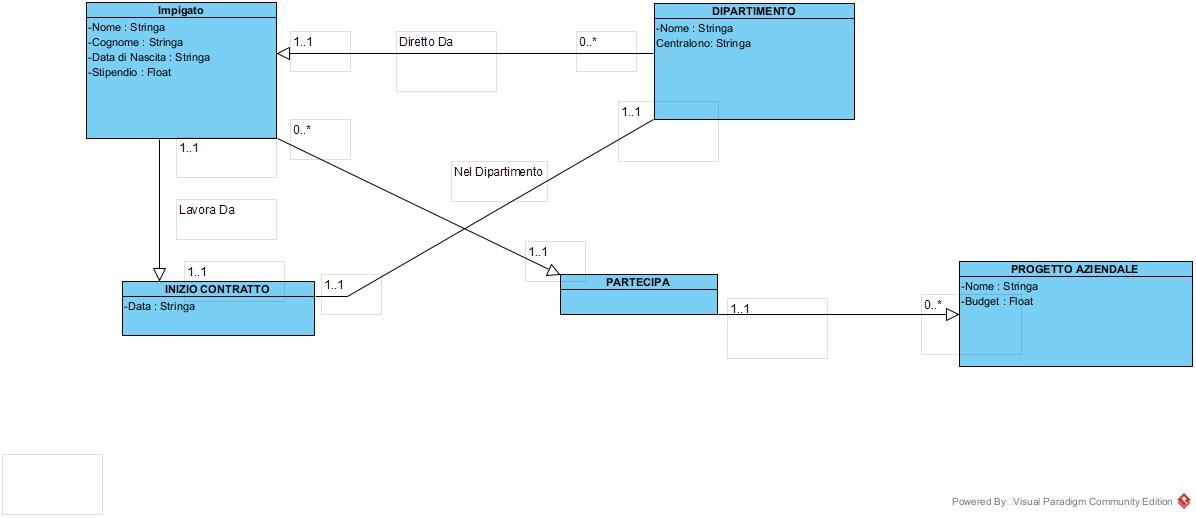 Impigato
-Nome : Stringa
-Cognome : Stringa
-Data di Nascita : Stringa
-Stipendio : Float
1..1
Diretto Da
0..*
DIPARTIMENTO
-Nome : Stringa
Centralono: Stringa
1..1
0..*
1..1
Nel Dipartimento
Lavora Da
1..1
1..1
1..1
INIZIO CONTRATTO
-Data : Stringa
PARTECIPA
1..1
0..*
PROGETTO AZIENDALE
-Nome : Stringa
-Budget : Float
Powered By Visual Paradigm Community Edition